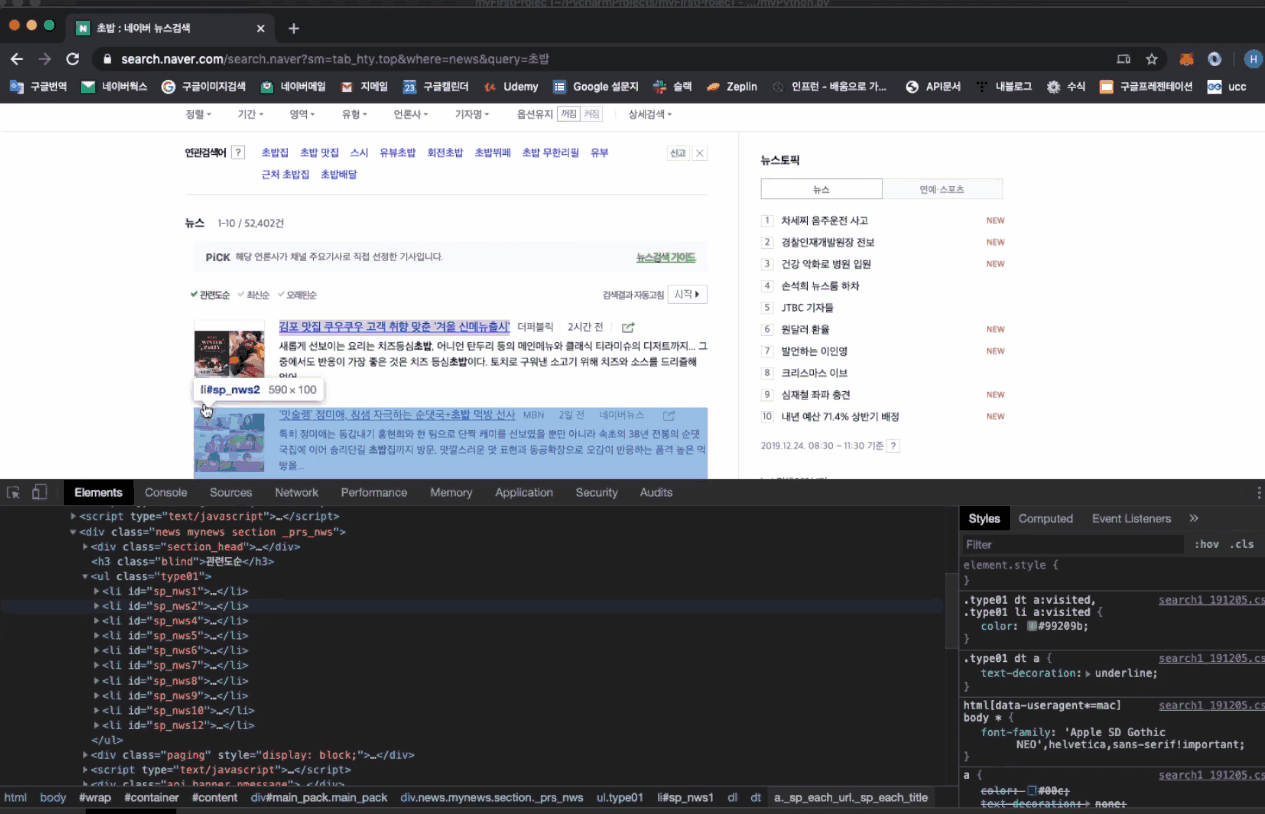 초밥 : 네이버 뉴스검색
search.naver.com/search.naver?sm=tab_hty.top&where=news&query=초밥
H
구글번역 네이버웍스 구글이미지검색 네이버메일 지메일 23 구글캘린더 Udemy Google 설문지 슬랙 Zeplin 인프런 - 배움으로 가... API문서 내블로그 수식 구글프레젠테이션 ucc
정렬 기간 영역 유형 언론사 기자명 옵션유지 꺼짐 켜짐 상세검색
연관검색어 ? 초밥집 초밥 맛집 스시 유부초밥 회전초밥 초밥뷔페 초밥 무한리필 유부 신고
근처 초밥집 초밥배달
뉴스 1-10 / 52,402건
PiCK 해당 언론사가 채널 주요기사로 직접 선정한 기사입니다. 뉴스검색 가이드
관련도순 최신순 오래된순 검색결과 자동고침 시작
김포 맛집 쿠우쿠우 고객 취향 맞춘 '겨울 신메뉴출시' 더퍼블릭 2시간 전
새롭게 선보이는 요리는 치즈등심초밥, 어니언 탄두리 등의 메인메뉴와 클래식 티라미슈의 디저트까지... 그
중에서도 반응이 가장 좋은 것은 치즈 등심초밥이다. 토치로 구워낸 소고기 위해 치즈와 소스를 드리즐해
WINTER
PARTY
li#sp_nws2 590 × 100
'맛술랭' 정미애, 침샘 자극하는 순댓국+초밥 먹방 선사 MBN 2일 전 네이버뉴스
특히 정미애는 동갑내기 홍현희와 한 팀으로 단짝 케미를 선보였을 뿐만 아니라 속초의 38년 전통의 순댓
국집에 이어 송리단길 초밥집까지 방문, 맛깔스러운 맛 표현과 동공확장으로 오감이 반응하는 품격 높은 먹
방을...
뉴스토픽
뉴스 연예·스포츠
1 차세찌 음주운전 사고 NEW
2 경찰인재개발원장 전보 NEW
3 건강 악화로 병원 입원 NEW
4 손석희 뉴스룸 하차
5 JTBC 기자들
6 원달러 환율 NEW
7 발언하는 이인영 NEW
8 크리스마스 이브
9 심재철 좌파 충견 NEW
10 내년 예산 71.4% 상반기 배정 NEW
2019.12.24. 08:30 ~ 11:30 기준 ?
Elements Console Sources Network Performance Memory Application Security Audits
<script type="text/javascript">…</script>
<div class="news mynews section _prs_nws">
<div class="section_head">…</div>
<h3 class="blind">관련도순</h3>
<ul class="type01">
<li id="sp_nws1">…</li>
<li id="sp_nws2">…</li>
<li id="sp_nws4">…</li>
<li id="sp_nws5">…</li>
<li id="sp_nws6">…</li>
<li id="sp_nws7">…</li>
<li id="sp_nws8">…</li>
<li id="sp_nws9">…</li>
<li id="sp_nws10">…</li>
<li id="sp_nws12">…</li>
</ul>
<div class="paging" style="display: block;">…</div>
<script type="text/javascript">…</script>
html body #wrap #container #content div#main_pack.main_pack div.news.mynews.section._prs_nws ul.type01 li#sp_nws1 dl dt a._sp_each_url._sp_each_title
Styles Computed Event Listeners »
Filter :hov .cls
element.style {
}
.type01 dt a:visited, search1_191205.cs
.type01 li a:visited {
color: #99209b;
}
.type01 dt a { search1_191205.cs
text-decoration: underline;
}
html[data-useragent*=mac] search1_191205.cs
body * {
font-family: 'Apple SD Gothic
NEO',helvetica,sans-serif!important;
}
a { search1_191205.cs
color: #00c;
text-decoration: none;